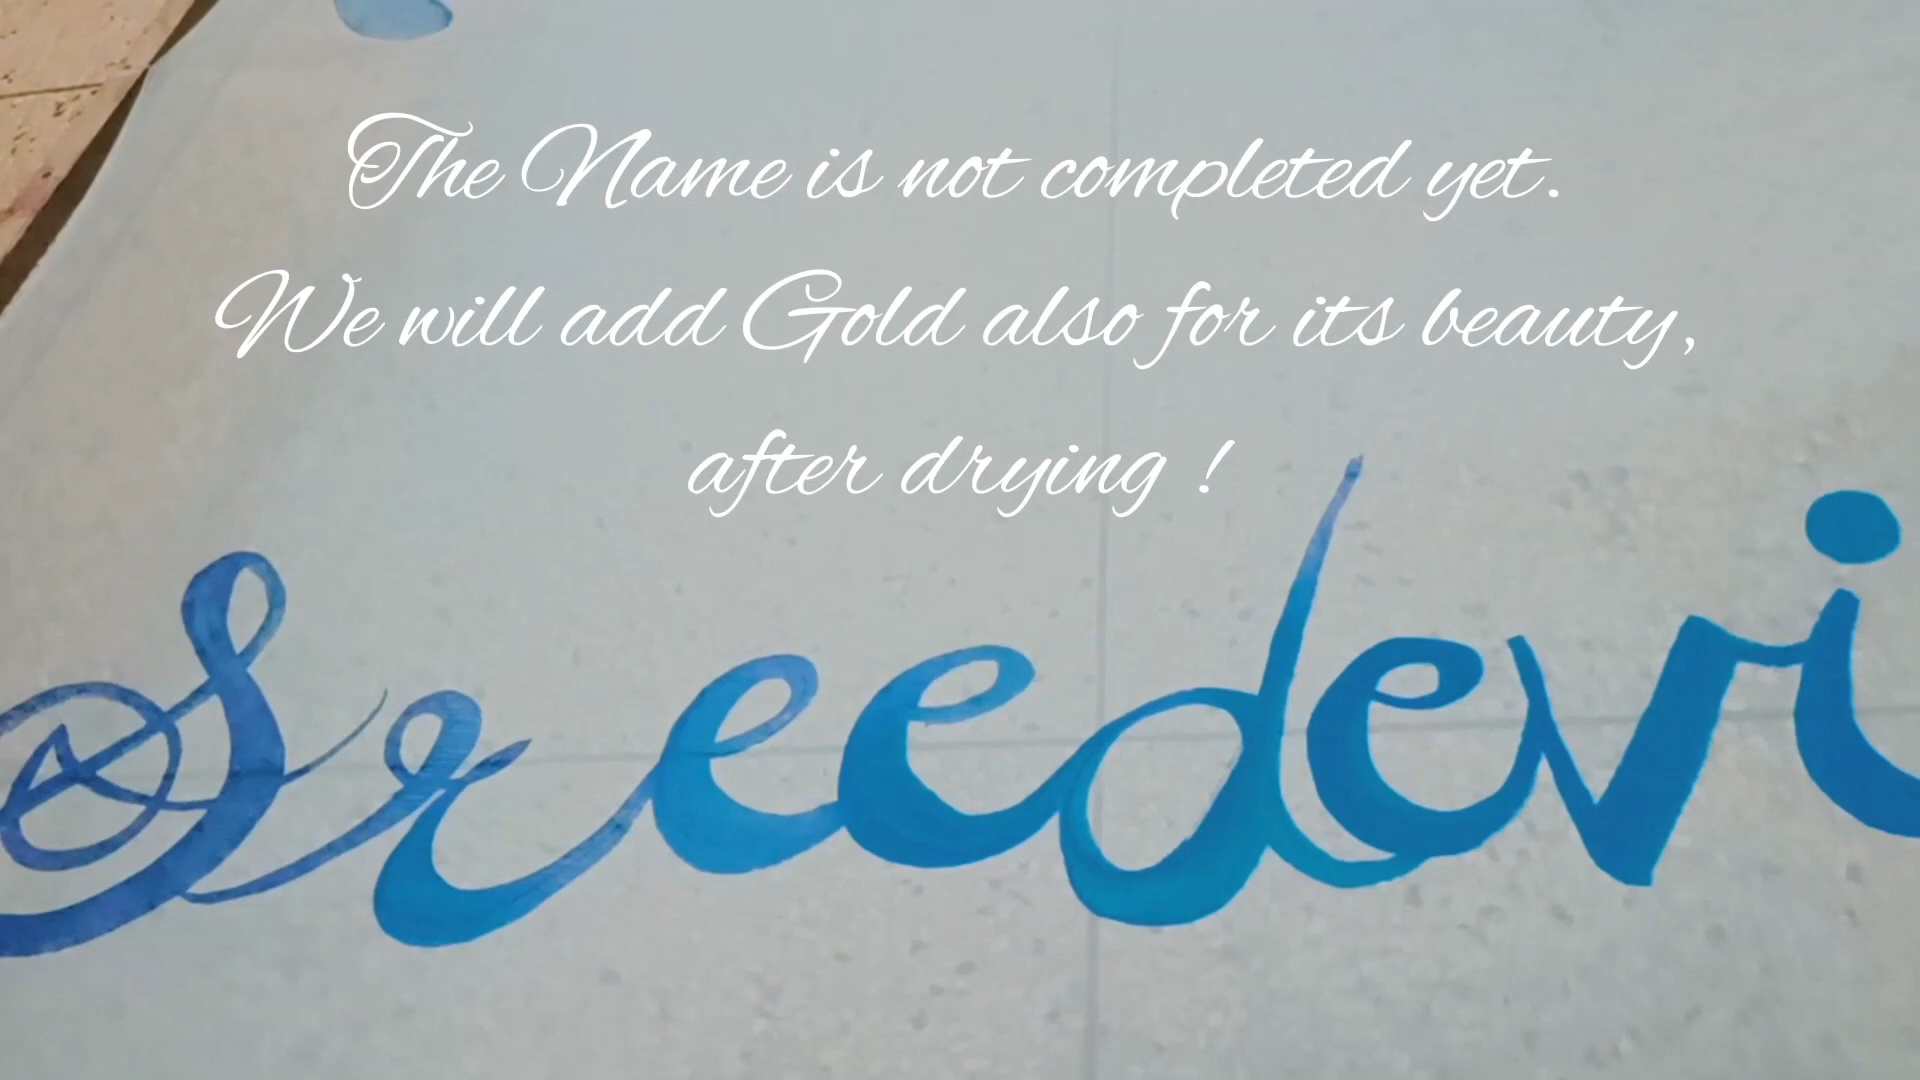 The Name is not completed yet.
We will add Gold also for its beauty,
after drying !
Sreedevi